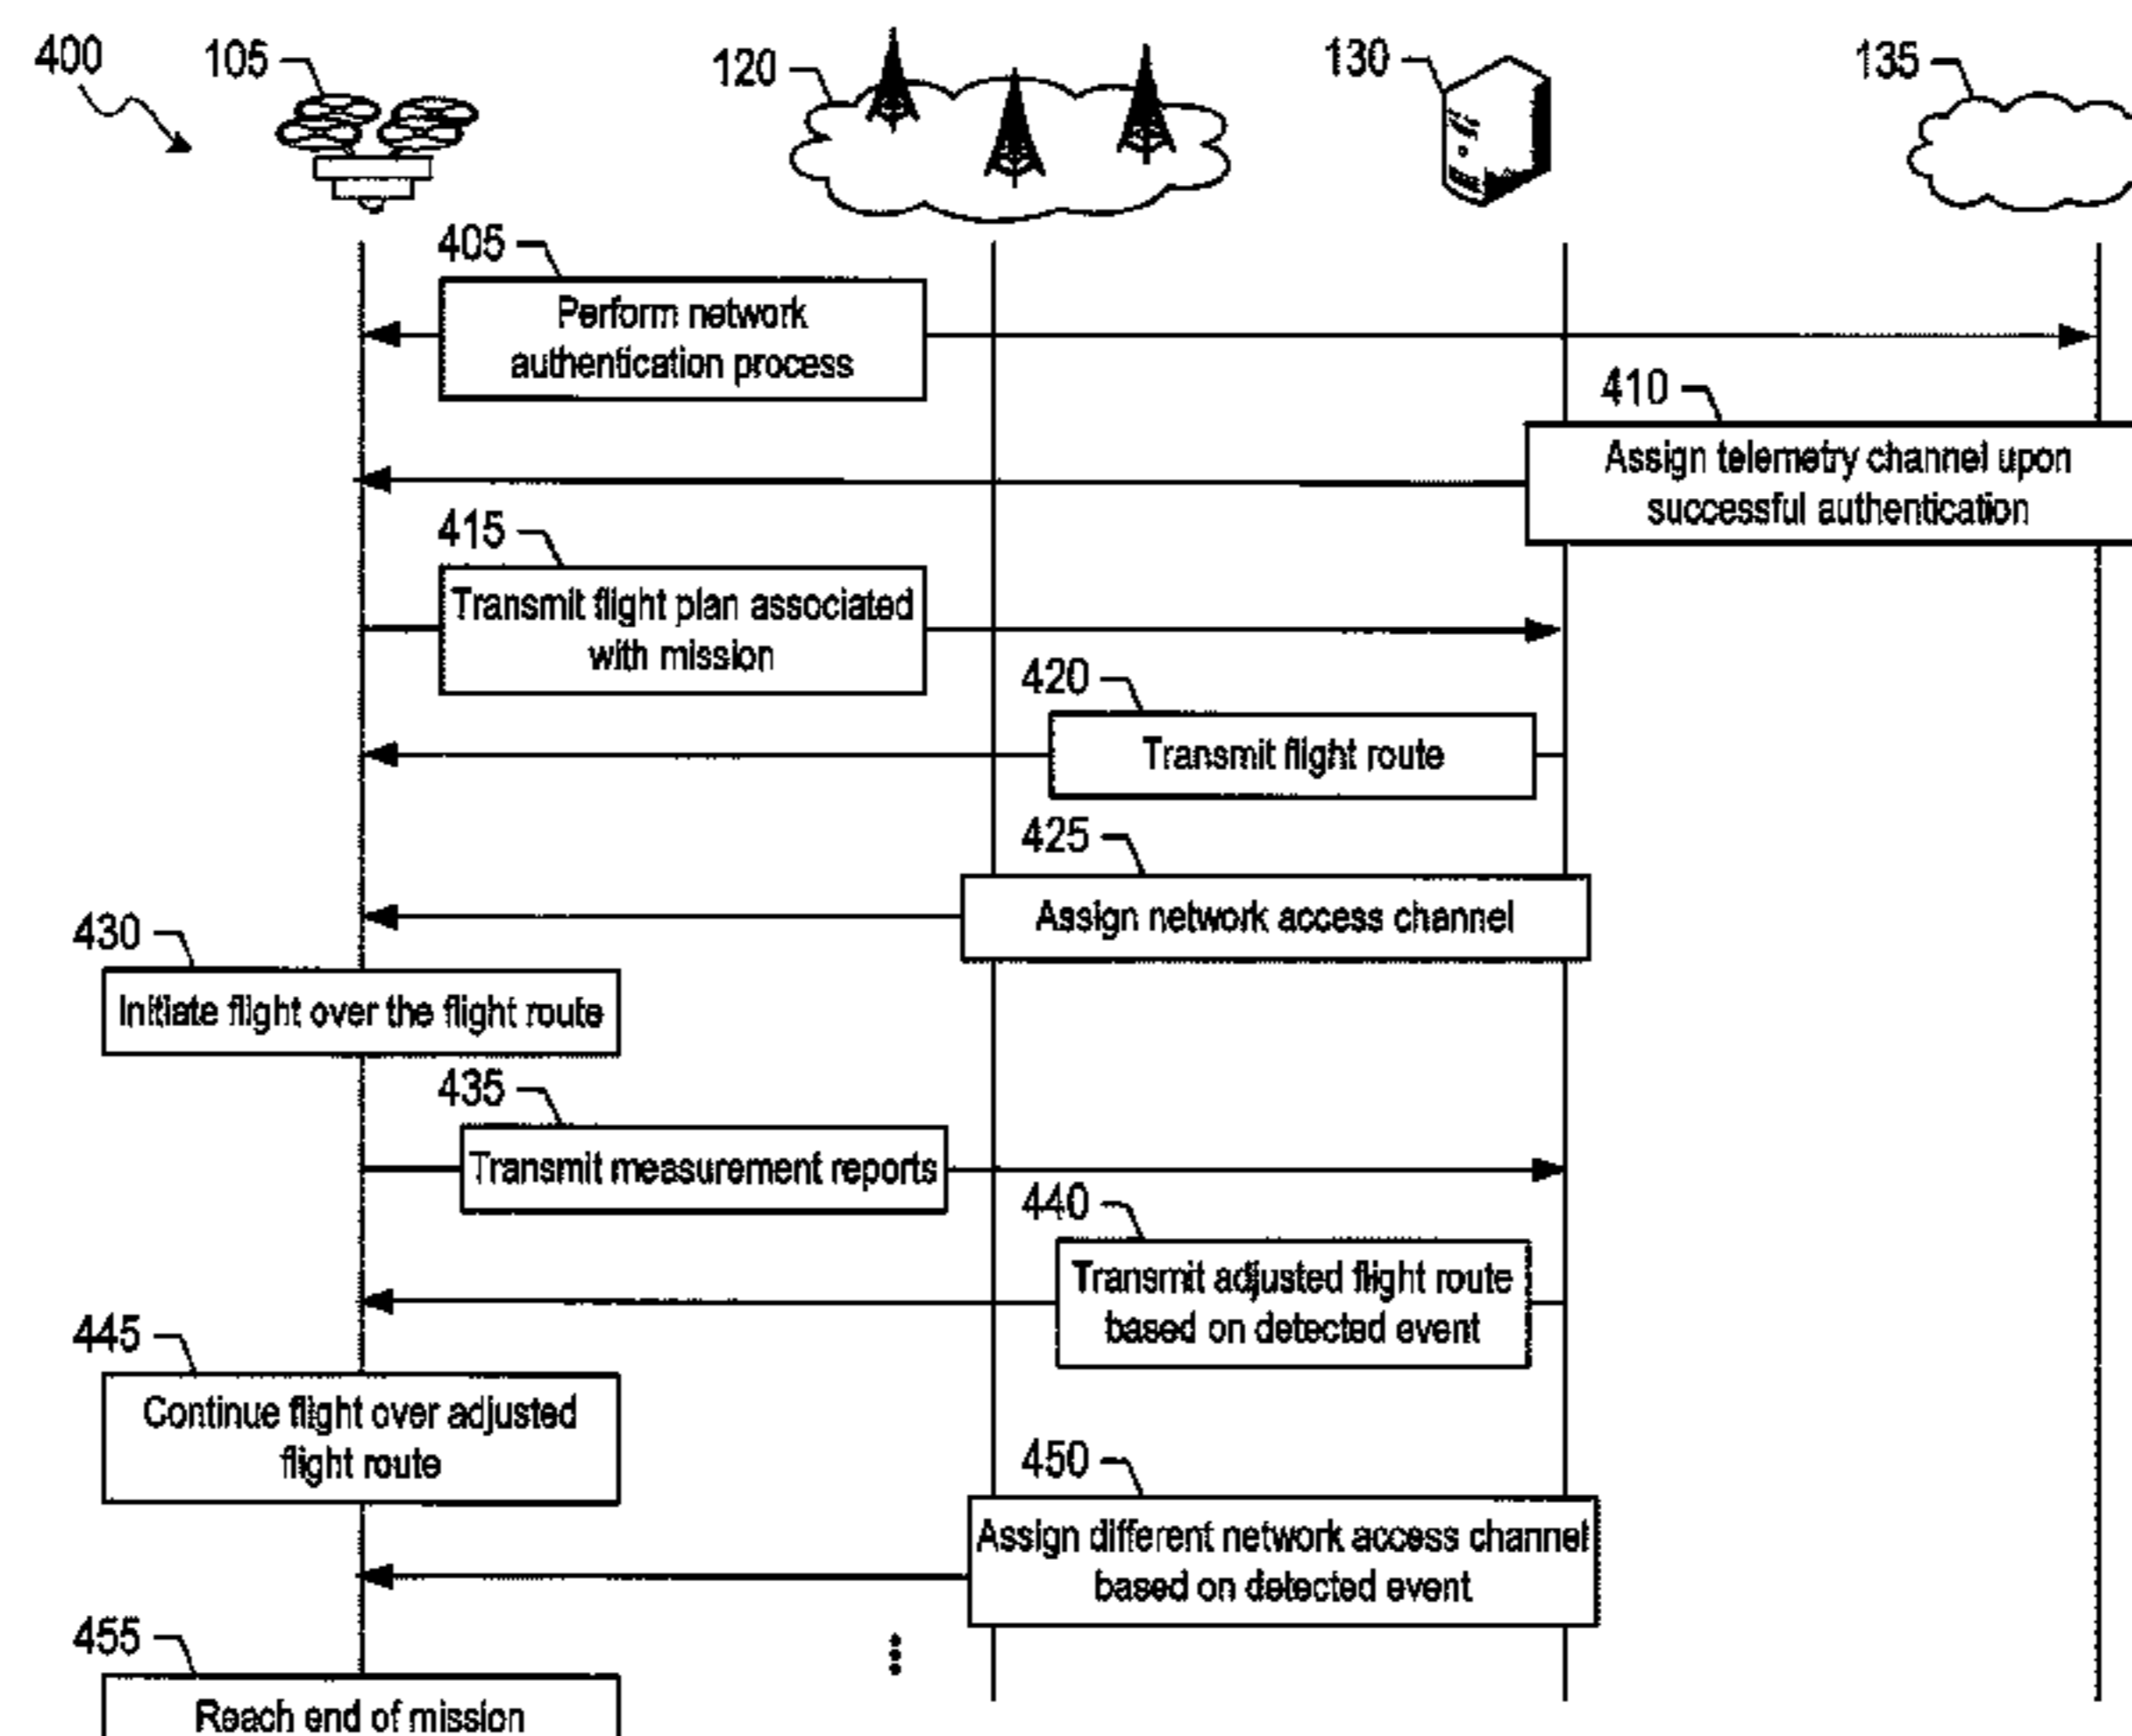 400
105
120
130
135
405
Perform network
authentication process
410
Assign telemetry channel upon
successful authentication
415
Transmit flight plan associated
with mission
420
Transmit flight route
425
Assign network access channel
430
Initiate flight over the flight route
435
Transmit measurement reports
440
Transmit adjusted flight route
based on detected event
445
Continue flight over adjusted
flight route
450
Assign different network access channel
based on detected event
455
Reach end of mission